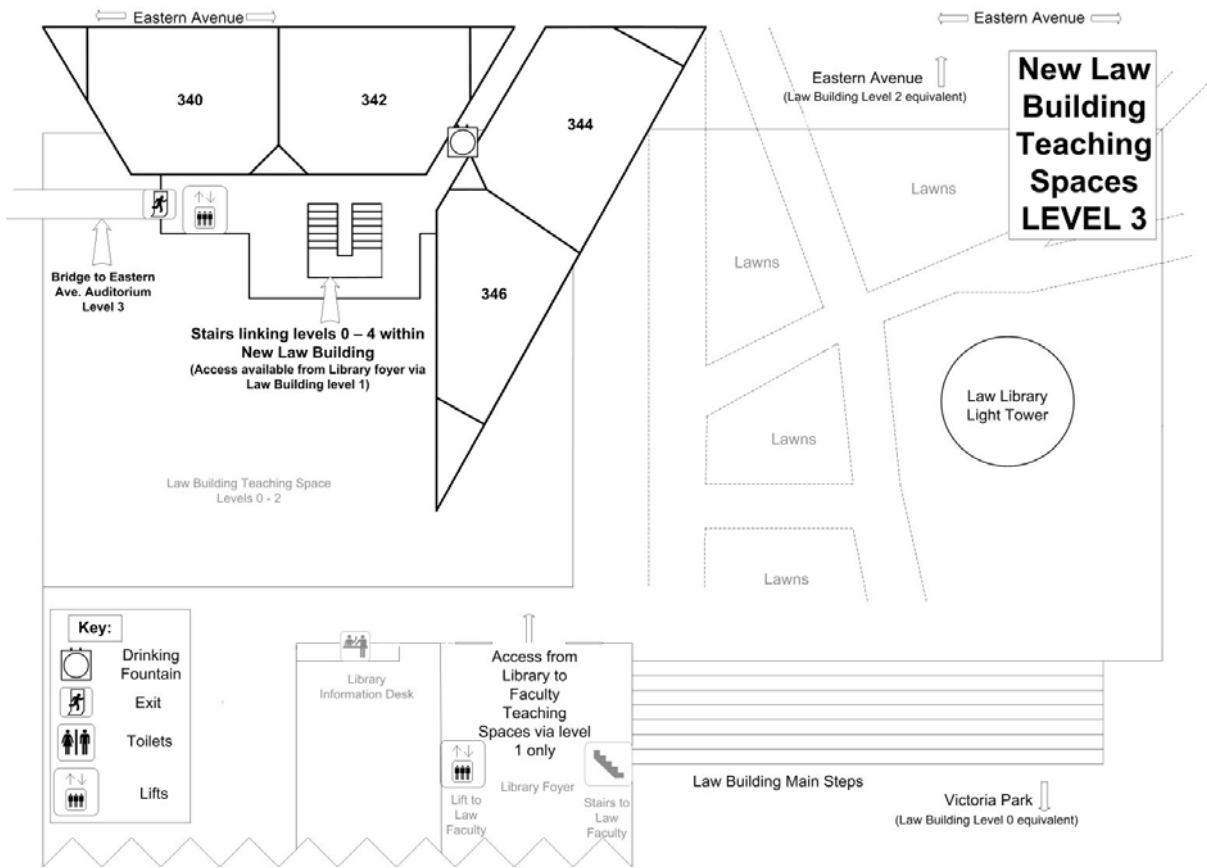 Eastern Avenue
Eastern Avenue
New Law
Building
Teaching
Spaces
LEVEL 3
Eastern Avenue
(Law Building Level 2 equivalent)
340
342
344
346
Lawns
Lawns
Lawns
Lawns
Bridge to Eastern
Ave. Auditorium
Level 3
Stairs linking levels 0 – 4 within
New Law Building
(Access available from Library foyer via
Law Building level 1)
Law Library
Light Tower
Law Building Teaching Space
Levels 0 - 2
Key:
Drinking
Fountain
Exit
Toilets
Lifts
Library
Information Desk
Access from
Library to
Faculty
Teaching
Spaces via level
1 only
Library Foyer
Lift to
Law
Faculty
Stairs to
Law
Faculty
Law Building Main Steps
Victoria Park
(Law Building Level 0 equivalent)